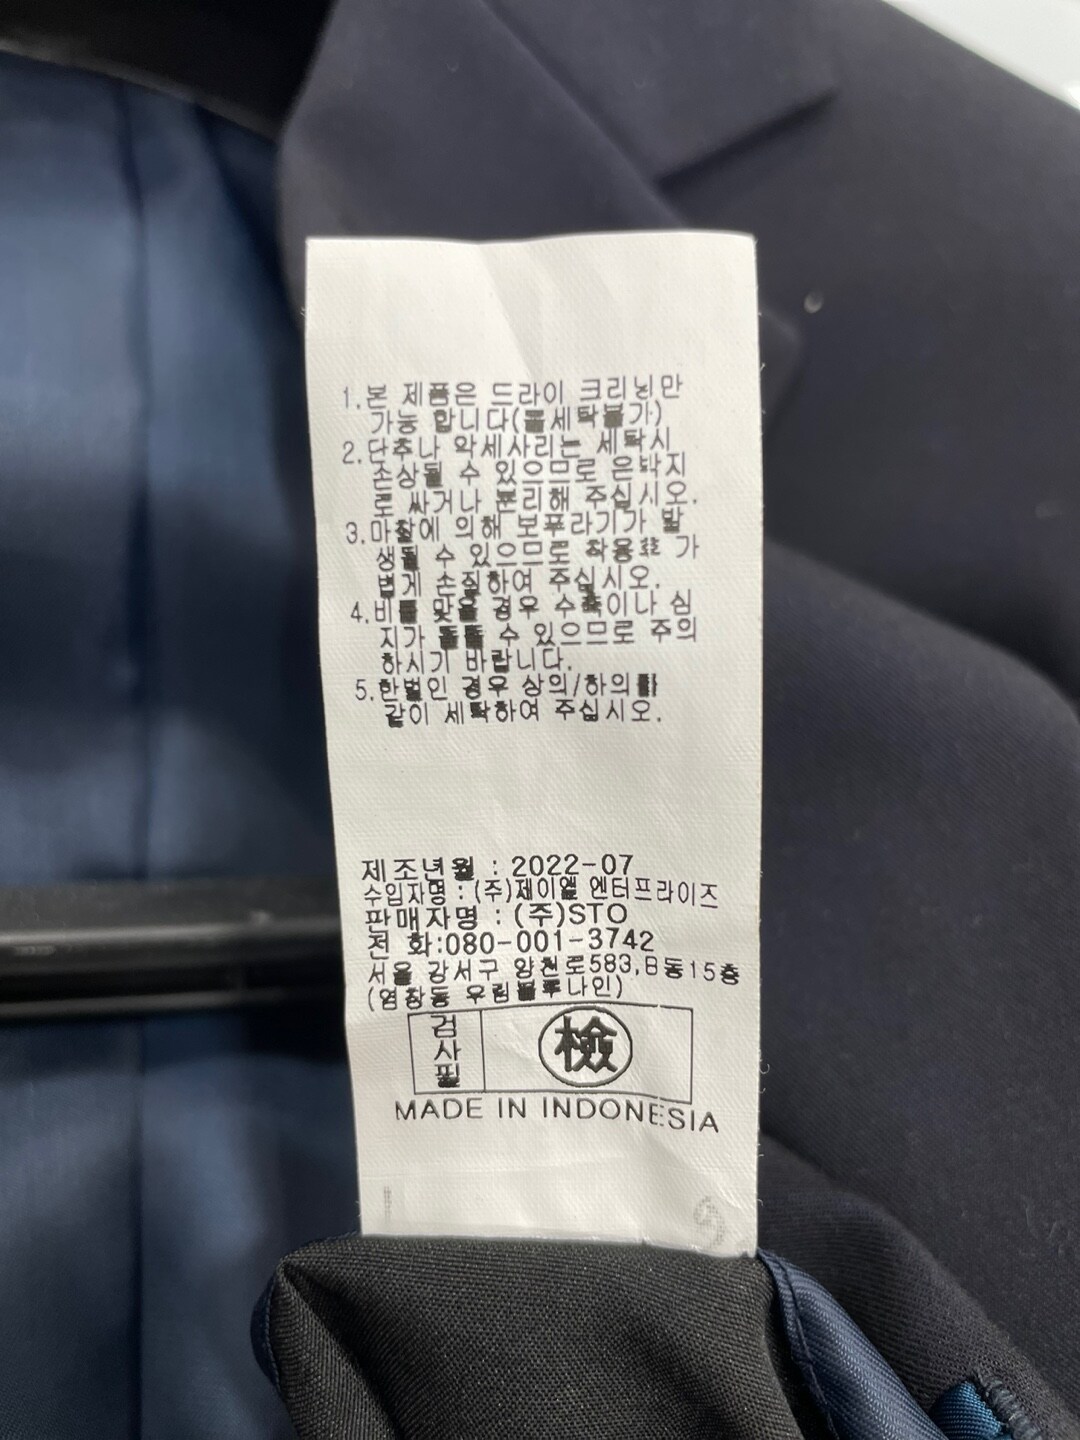 1.본 제품은 드라이 크리닝만
가능 합니다(물세탁불가)
2.단추나 악세사리는 세탁시
손상될 수 있으므로 은박지
로 싸거나 분리해 주십시오.
3.마찰에 의해 보푸라기가 발
생될 수 있으므로 착용후 가
볍게 손질하여 주십시오.
4.비를 맞을 경우 수축이나 심
지가 돌출 수 있으므로 주의
하시기 바랍니다.
5.한벌인 경우 상의/하의를
같이 세탁하여 주십시오.
제조년월 : 2022-07
수입자명 : (주)제이엘 엔터프라이즈
판매자명 : (주)STO
전 화:080-001-3742
서울 강서구 양천로583,B동15층
(염창동 우림블루나인)
검사필
檢
MADE IN INDONESIA